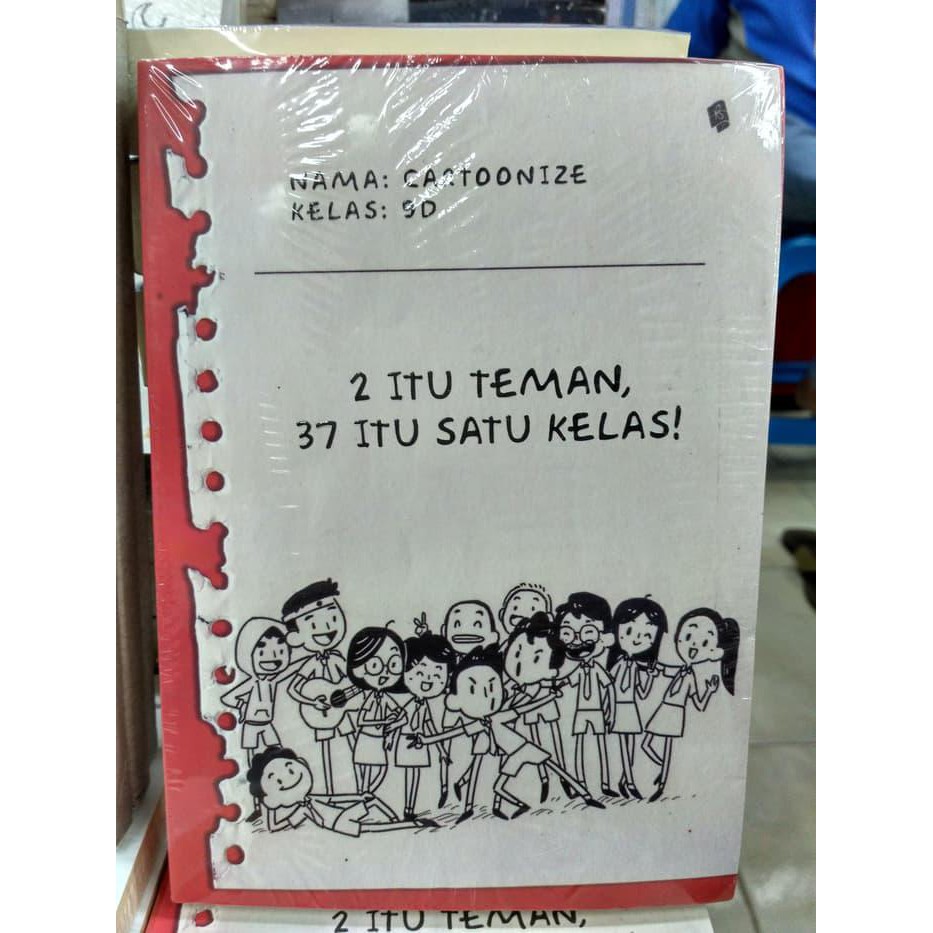 NAMA: CARTOONIZE
KELAS: 9D
2 ITU TEMAN,
37 ITU SATU KELAS!
2 ITU TEMAN,